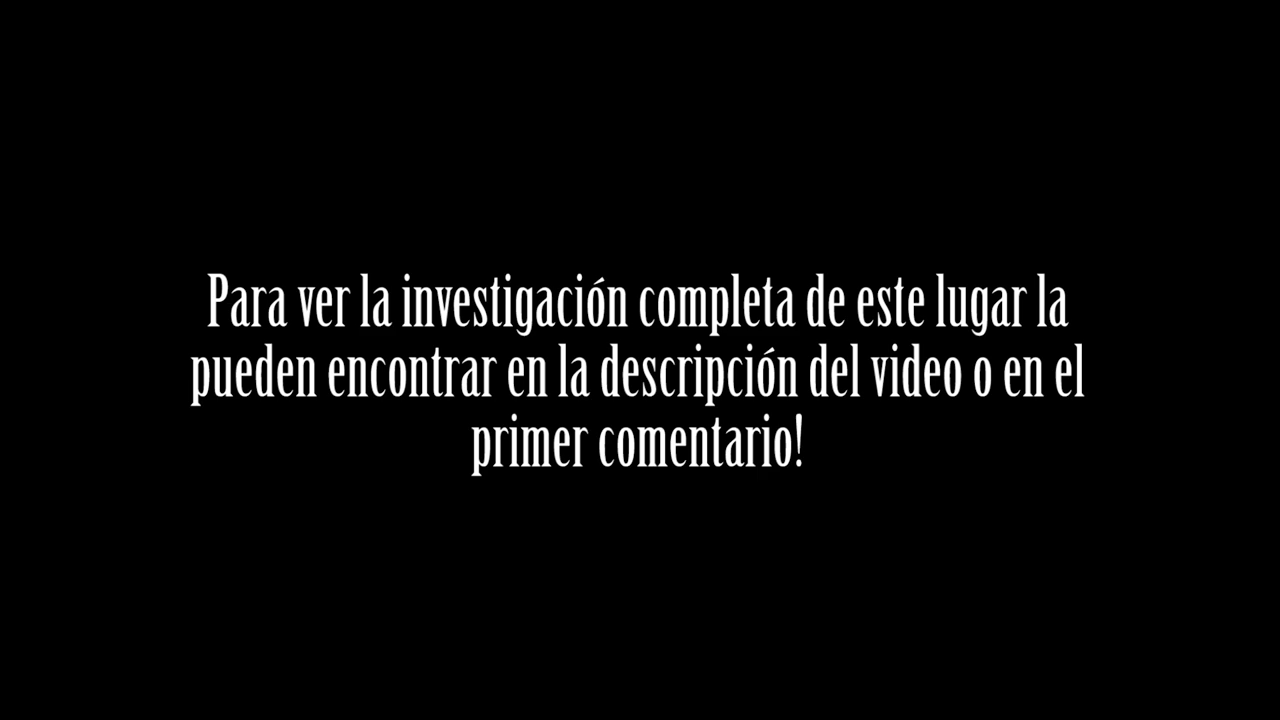 Para ver la investigación completa de este lugar la
pueden encontrar en la descripción del video o en el
primer comentario!